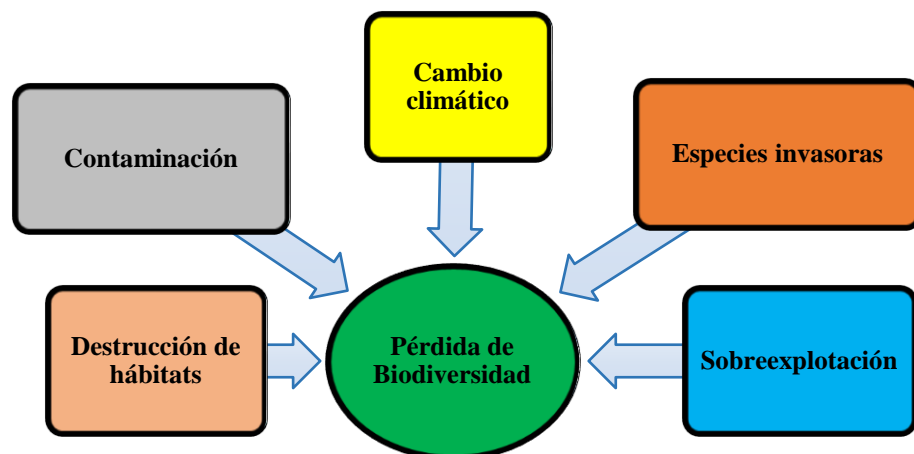 Cambio
climático
Contaminación
Especies invasoras
Destrucción de
hábitats
Pérdida de
Biodiversidad
Sobreexplotación